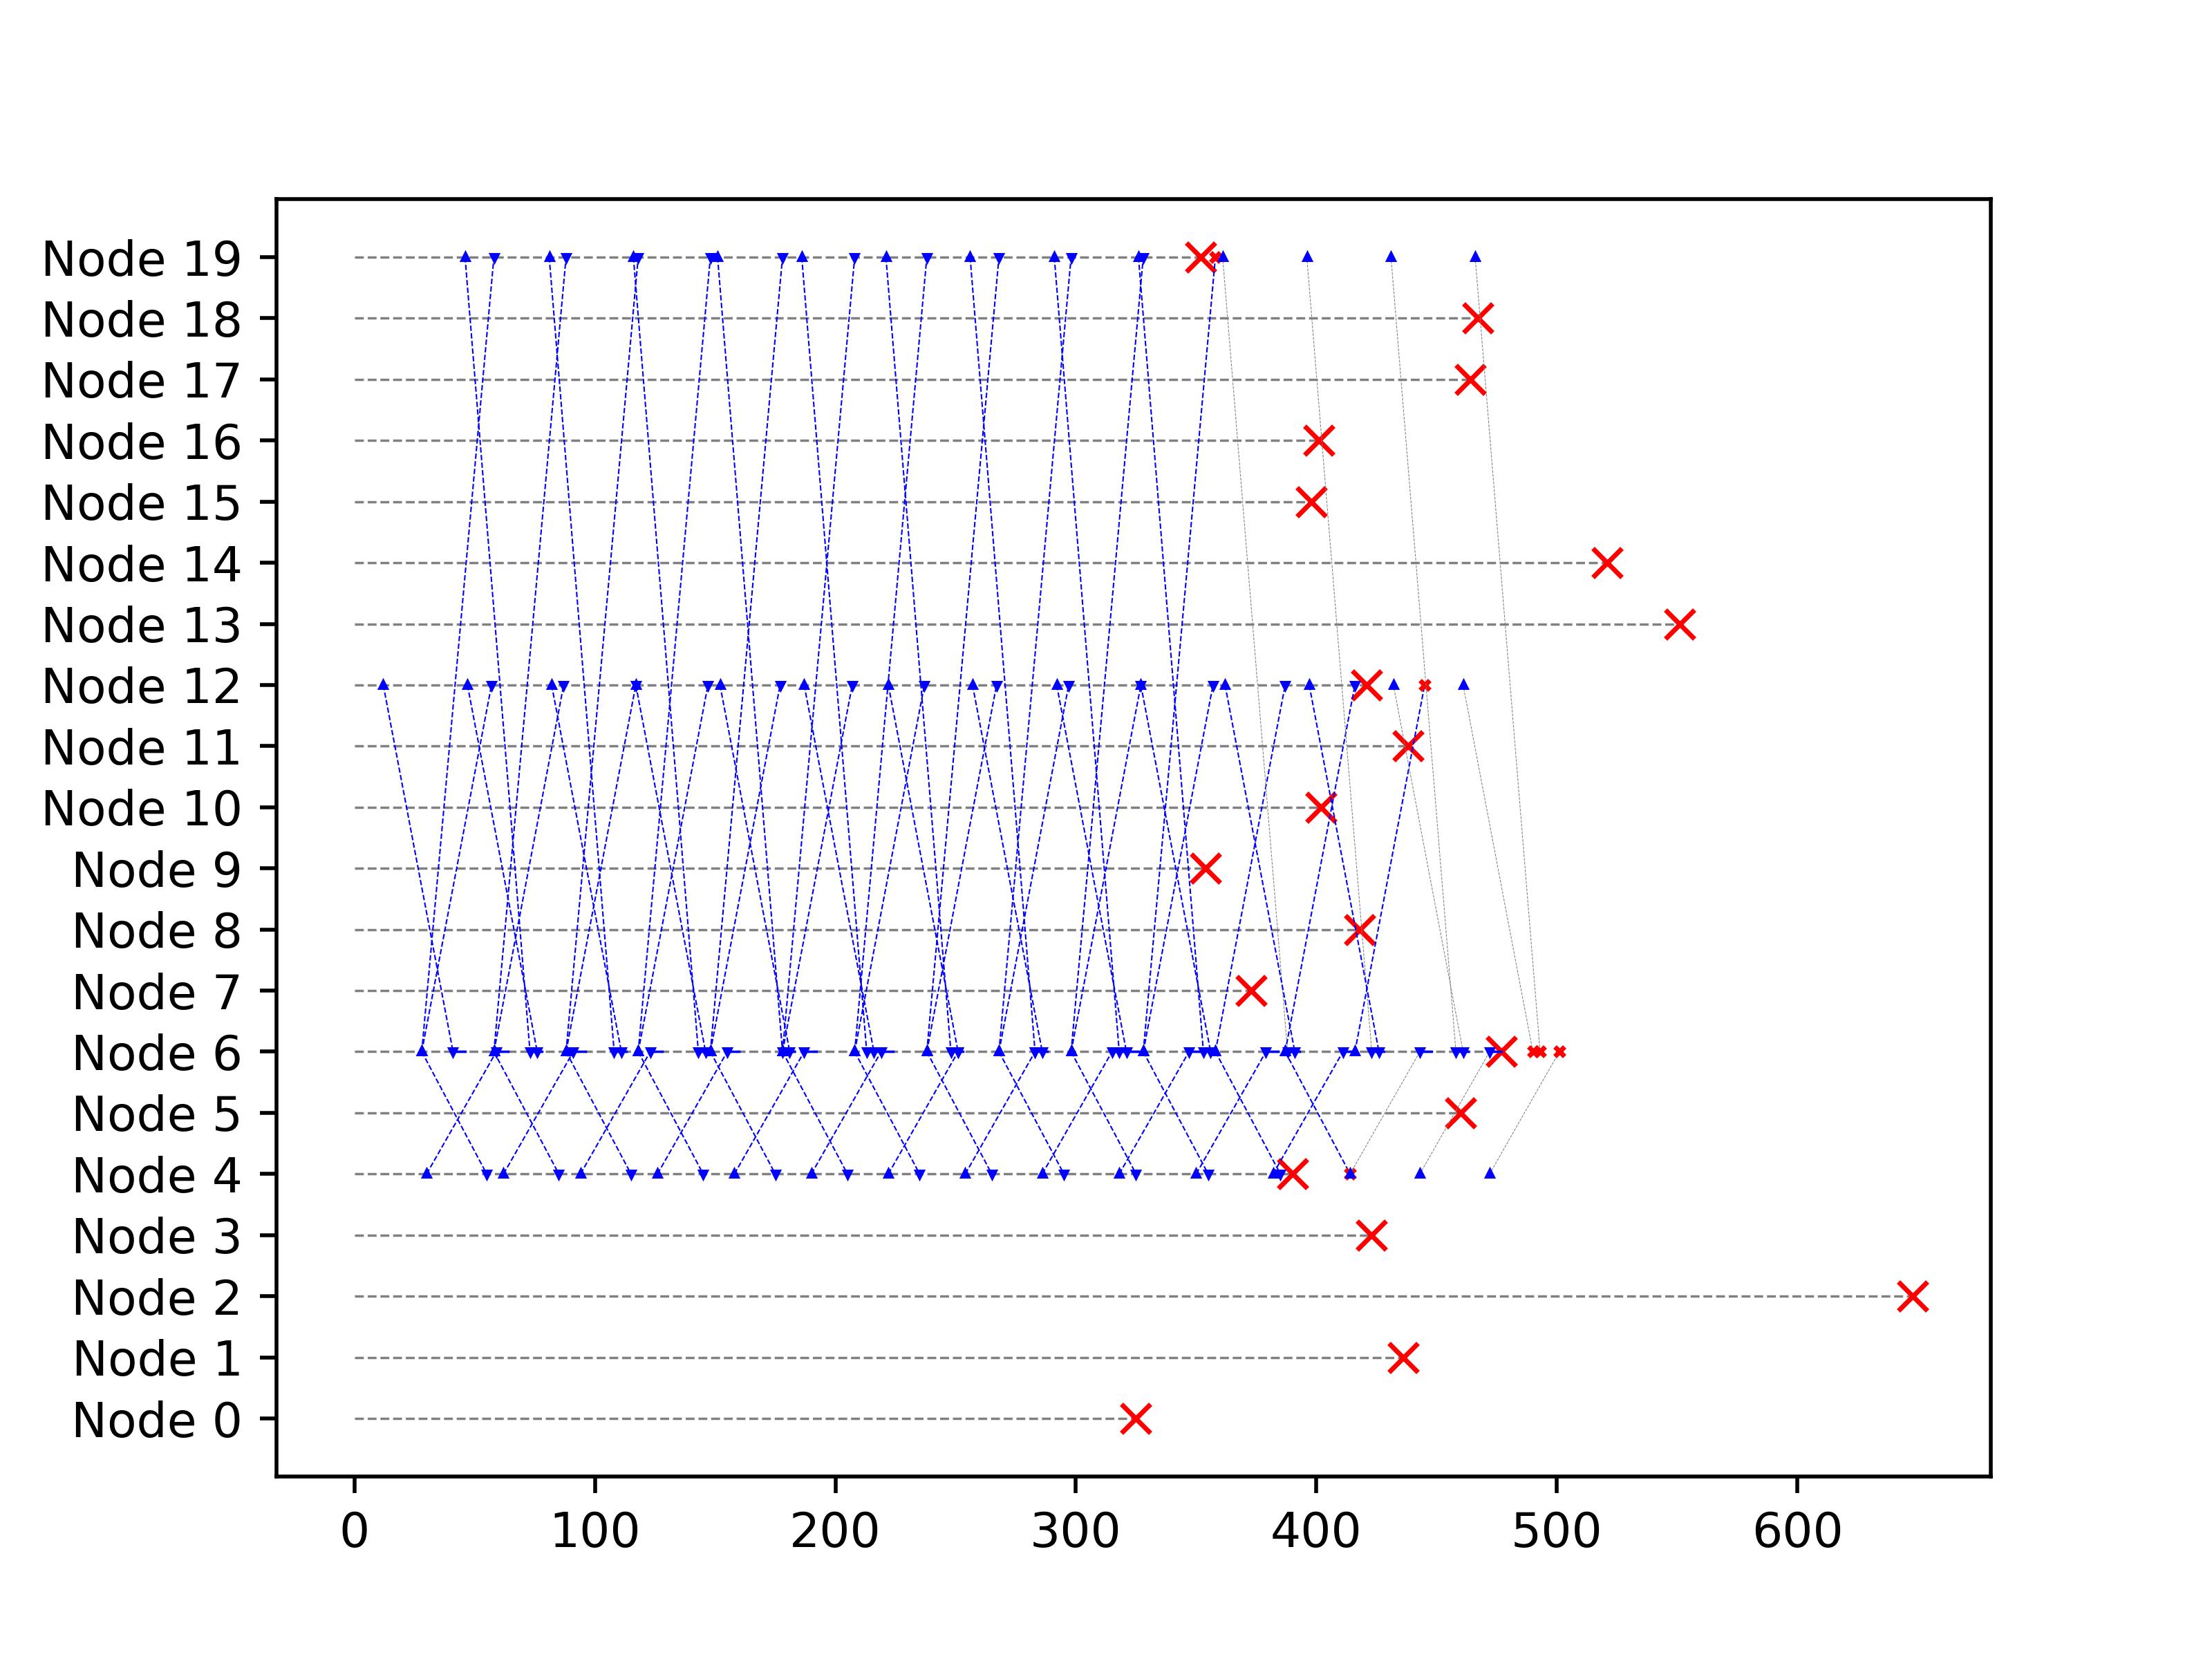 Node 19
Node 18
Node 17
Node 16
Node 15
Node 14
Node 13
Node 12
Node 11
Node 10
Node 9
Node 8
Node 7
Node 6
Node 5
Node 4
Node 3
Node 2
Node 1
Node 0
0 100 200 300 400 500 600